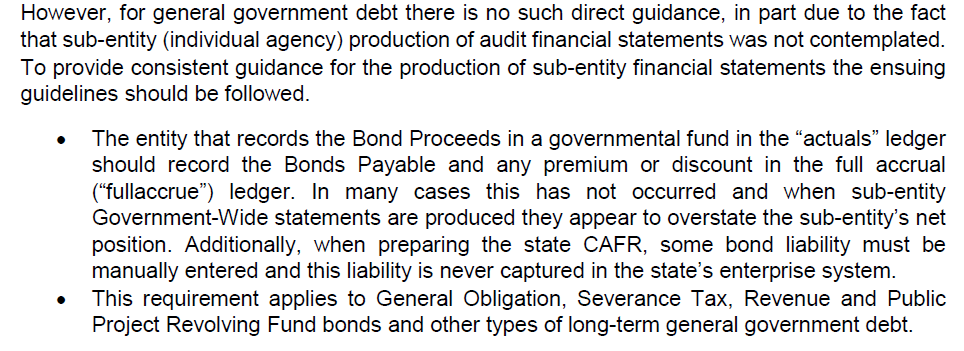 However, for general government debt there is no such direct guidance, in part due to the fact
that sub-entity (individual agency) production of audit financial statements was not contemplated.
To provide consistent guidance for the production of sub-entity financial statements the ensuing
guidelines should be followed.
• The entity that records the Bond Proceeds in a governmental fund in the “actuals” ledger
should record the Bonds Payable and any premium or discount in the full accrual
(“fullaccrue”) ledger. In many cases this has not occurred and when sub-entity
Government-Wide statements are produced they appear to overstate the sub-entity’s net
position. Additionally, when preparing the state CAFR, some bond liability must be
manually entered and this liability is never captured in the state’s enterprise system.
• This requirement applies to General Obligation, Severance Tax, Revenue and Public
Project Revolving Fund bonds and other types of long-term general government debt.